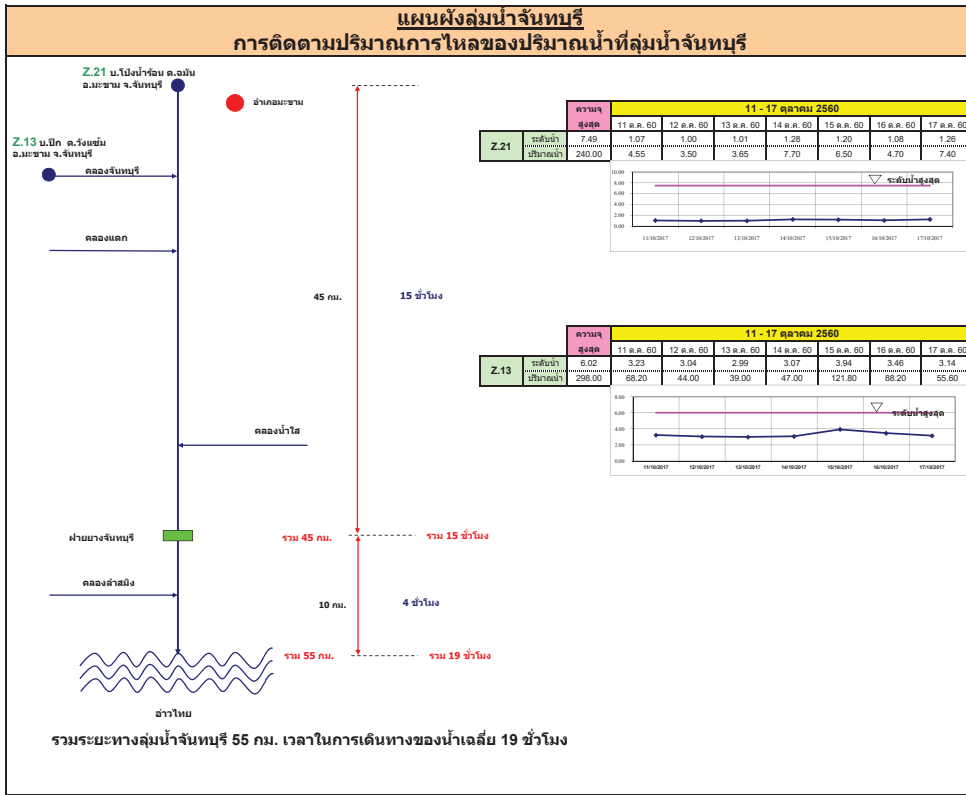 แผนผังลุ่มน้ำจันทบุรี
การติดตามปริมาณการไหลของปริมาณน้ำที่ลุ่มน้ำจันทบุรี
Z.21 บ.โป่งน้ำร้อน ต.ฉมัน
อ.มะขาม จ.จันทบุรี
อำเภอมะขาม
Z.13 บ.ปึก ต.วังแซ้ม
อ.มะขาม จ.จันทบุรี
คลองจันทบุรี
คลองแตก
45 กม.
15 ชั่วโมง
คลองน้ำใส
ฝายยางจันทบุรี
รวม 45 กม.
รวม 15 ชั่วโมง
คลองลำสมิง
10 กม.
4 ชั่วโมง
รวม 55 กม.
รวม 19 ชั่วโมง
อ่าวไทย
รวมระยะทางลุ่มน้ำจันทบุรี 55 กม. เวลาในการเดินทางของน้ำเฉลี่ย 19 ชั่วโมง
ความจุ 11 - 17 ตุลาคม 2560
สูงสุด 11 ต.ค. 60 12 ต.ค. 60 13 ต.ค. 60 14 ต.ค. 60 15 ต.ค. 60 16 ต.ค. 60 17 ต.ค. 60
Z.21 ระดับน้ำ 7.49 1.07 1.00 1.01 1.28 1.20 1.08 1.26
ปริมาณน้ำ 240.00 4.55 3.50 3.65 7.70 6.50 4.70 7.40
10.00
8.00
6.00
4.00
2.00
0.00
ระดับน้ำสูงสุด
11/10/2017 12/10/2017 13/10/2017 14/10/2017 15/10/2017 16/10/2017 17/10/2017
ความจุ 11 - 17 ตุลาคม 2560
สูงสุด 11 ต.ค. 60 12 ต.ค. 60 13 ต.ค. 60 14 ต.ค. 60 15 ต.ค. 60 16 ต.ค. 60 17 ต.ค. 60
Z.13 ระดับน้ำ 6.02 3.23 3.04 2.99 3.07 3.94 3.46 3.14
ปริมาณน้ำ 298.00 68.20 44.00 39.00 47.00 121.80 88.20 55.60
8.00
6.00
4.00
2.00
0.00
ระดับน้ำสูงสุด
11/10/2017 12/10/2017 13/10/2017 14/10/2017 15/10/2017 16/10/2017 17/10/2017